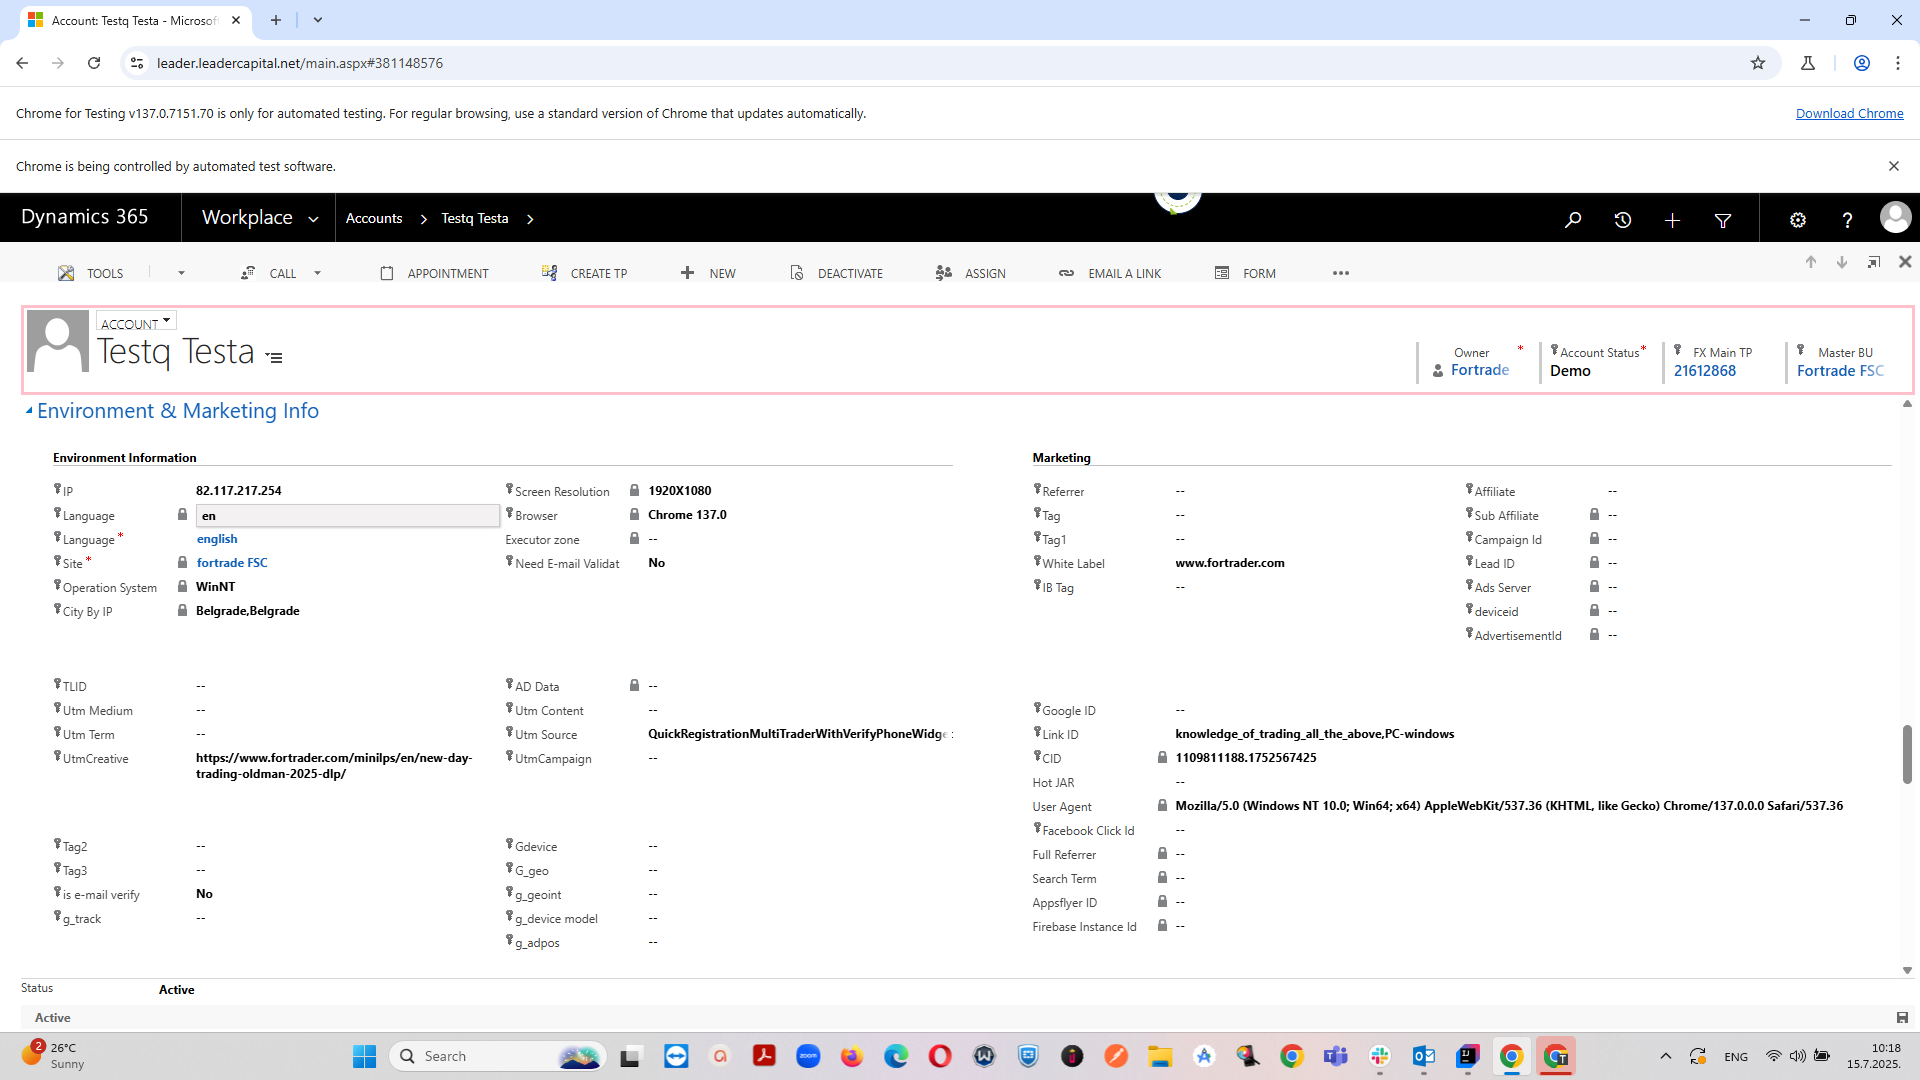 Account: Testq Testa - Microsof
leader.leadercapital.net/main.aspx#381148576
Chrome for Testing v137.0.7151.70 is only for automated testing. For regular browsing, use a standard version of Chrome that updates automatically.
Download Chrome
Chrome is being controlled by automated test software.
Dynamics 365
Workplace
Accounts
Testq Testa
TOOLS
CALL
APPOINTMENT
CREATE TP
NEW
DEACTIVATE
ASSIGN
EMAIL A LINK
FORM
ACCOUNT
Testq Testa
Owner *
Fortrade
Account Status *
Demo
FX Main TP
21612868
Master BU
Fortrade FSC
Environment & Marketing Info
Environment Information
IP 82.117.217.254
Language en
Language * english
Site * fortrade FSC
Operation System WinNT
City By IP Belgrade,Belgrade
Screen Resolution 1920X1080
Browser Chrome 137.0
Executor zone --
Need E-mail Validat No
Marketing
Referrer --
Tag --
Tag1 --
White Label www.fortrader.com
IB Tag --
Affiliate --
Sub Affiliate --
Campaign Id --
Lead ID --
Ads Server --
deviceid --
AdvertisementId --
TLID --
Utm Medium --
Utm Term --
UtmCreative https://www.fortrader.com/minilps/en/new-day-
trading-oldman-2025-dlp/
AD Data --
Utm Content --
Utm Source QuickRegistrationMultiTraderWithVerifyPhoneWidge
UtmCampaign --
Google ID --
Link ID knowledge_of_trading_all_the_above,PC-windows
CID 1109811188.1752567425
Hot JAR --
User Agent Mozilla/5.0 (Windows NT 10.0; Win64; x64) AppleWebKit/537.36 (KHTML, like Gecko) Chrome/137.0.0.0 Safari/537.36
Facebook Click Id --
Full Referrer --
Search Term --
Appsflyer ID --
Firebase Instance Id --
Tag2 --
Tag3 --
is e-mail verify No
g_track --
Gdevice --
G_geo --
g_geoint --
g_device model --
g_adpos --
Status Active
Active
2
26°C
Sunny
Search
zoom
ENG
10:18
15.7.2025.